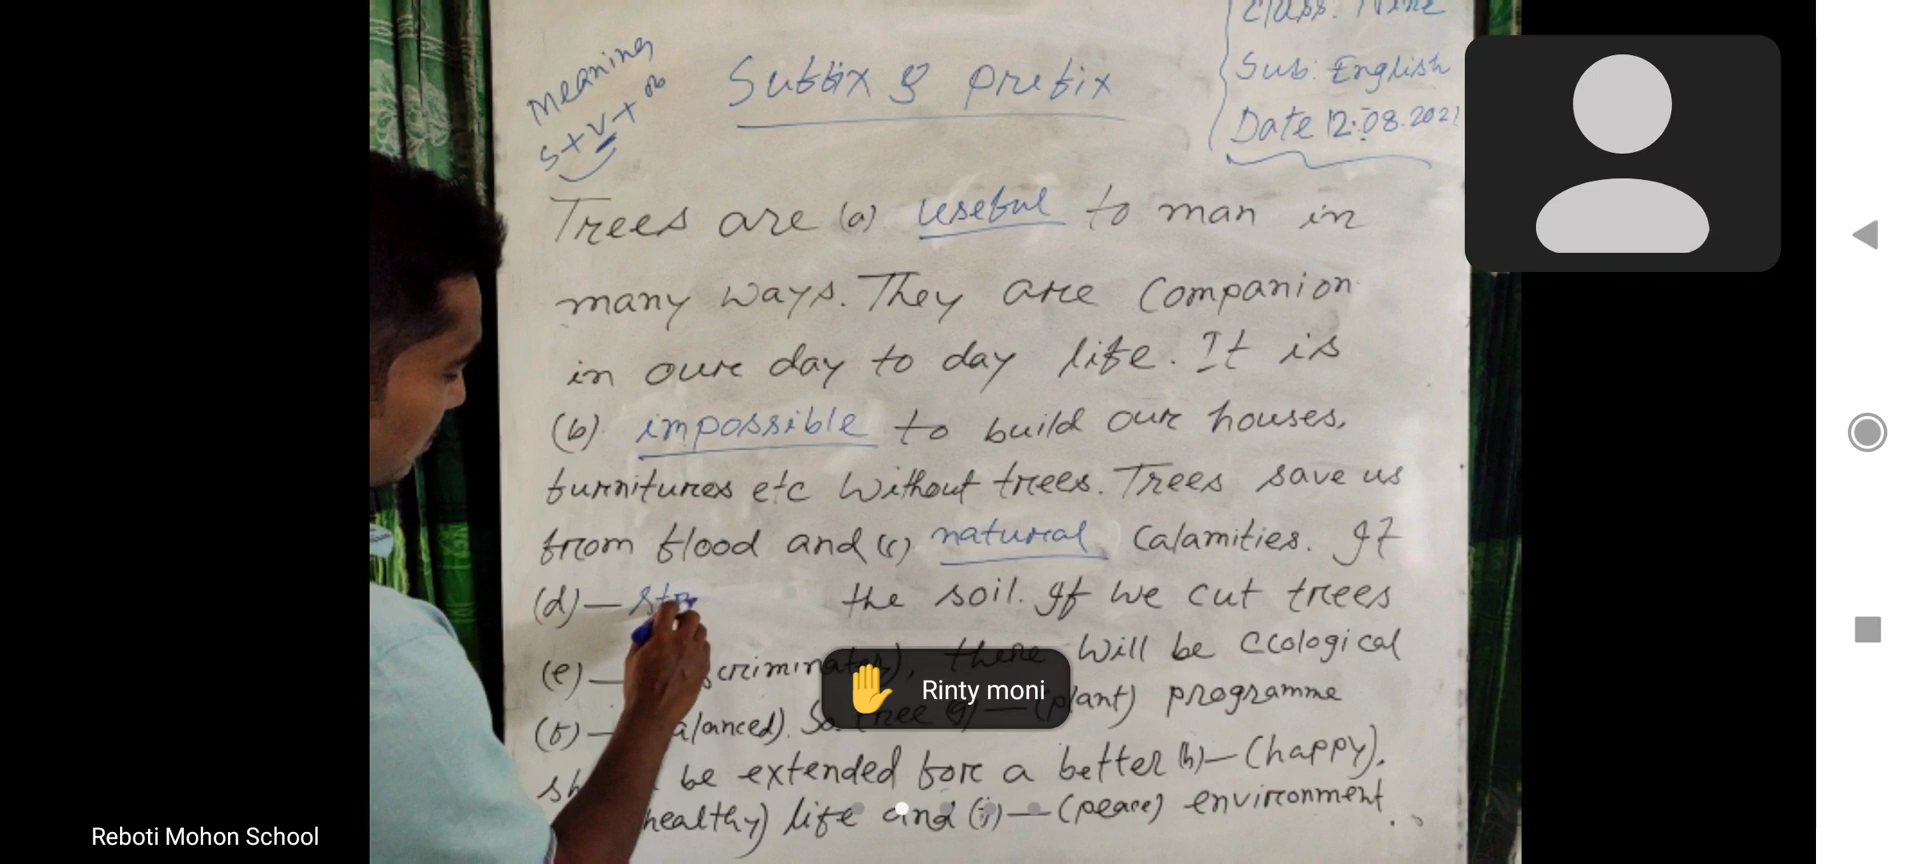 Class: Nine
Sub: English
Date 12.08.2021
Meaning
S+V+ob
Suffix & prefix
Trees are (a) useful to man in
many ways. They are companion
in our day to day life. It is
(b) impossible to build our houses,
furnitures etc without trees. Trees save us
from flood and (c) natural calamities. It
(d)— the soil. If we cut trees
(e)— there will be ecological
(f)— (plant) programme
be extended for a better (h)—(happy),
healthy) life and (j)—(peace) environment.
Rinty moni
Reboti Mohon School